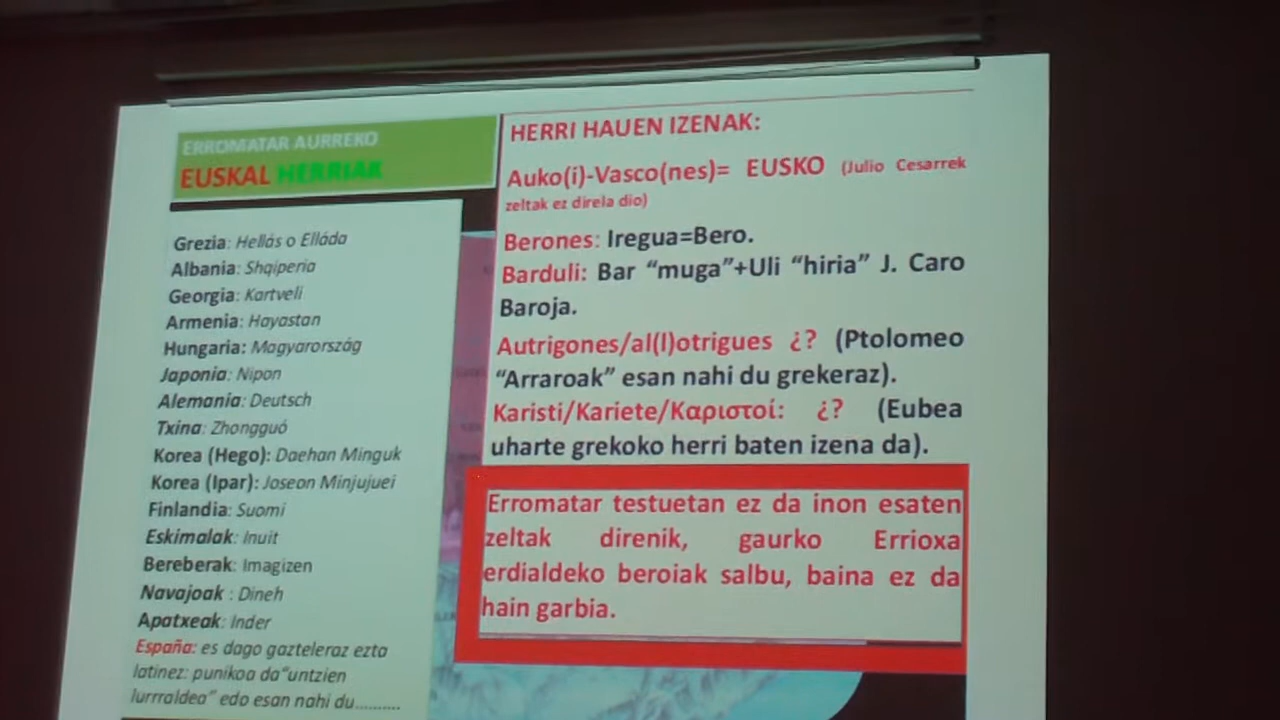 ERROMATAR AURREKO
EUSKAL HERRIAK
Grezia: Hellás o Elláda
Albania: Shqiperia
Georgia: Kartveli
Armenia: Hayastan
Hungaria: Magyarország
Japonia: Nipon
Alemania: Deutsch
Txina: Zhongguó
Korea (Hego): Daehan Minguk
Korea (Ipar): Joseon Minjujuei
Finlandia: Suomi
Eskimalak: Inuit
Bereberak: Imagizen
Navajoak : Dineh
Apatxeak: Inder
España: es dago gazteleraz ezta
latinez: punikoa da"untzien
lurrraldea" edo esan nahi du..........
HERRI HAUEN IZENAK:
Auko(i)-Vasco(nes)= EUSKO (Julio Cesarrek
zeltak ez direla dio)
Berones: Iregua=Bero.
Barduli: Bar "muga"+Uli "hiria" J. Caro
Baroja.
Autrigones/al(l)otrigues ¿? (Ptolomeo
"Arraroak" esan nahi du grekeraz).
Karisti/Kariete/Καριστοί: ¿? (Eubea
uharte grekoko herri baten izena da).
Erromatar testuetan ez da inon esaten
zeltak direnik, gaurko Errioxa
erdialdeko beroiak salbu, baina ez da
hain garbia.